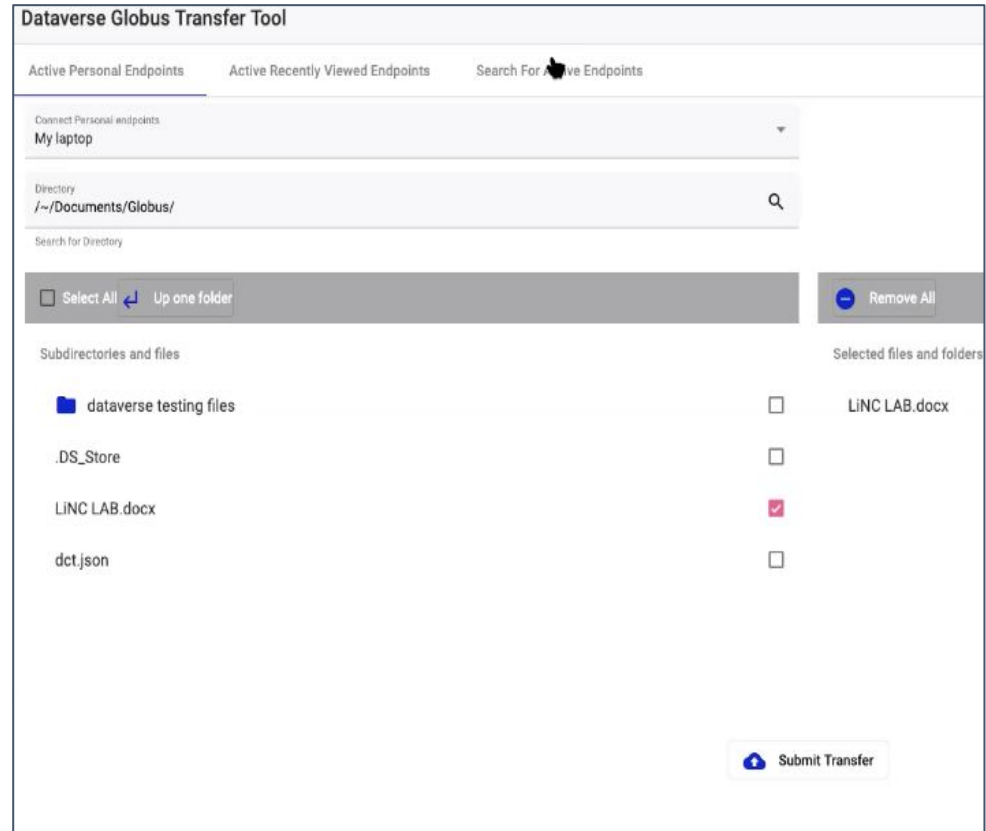 Dataverse Globus Transfer Tool
Active Personal Endpoints Active Recently Viewed Endpoints Search For Active Endpoints
Connect Personal endpoints
My laptop
Directory
/~/Documents/Globus/
Search for Directory
Select All Up one folder Remove All
Subdirectories and files Selected files and folders
dataverse testing files LiNC LAB.docx
.DS_Store
LiNC LAB.docx
dct.json
Submit Transfer